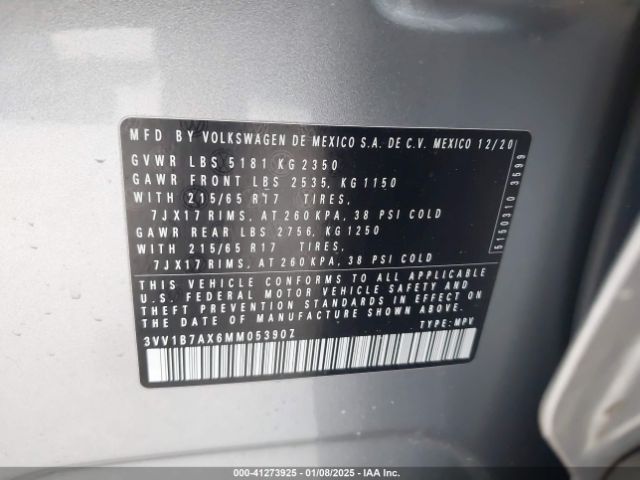 MFD BY VOLKSWAGEN DE MEXICO S.A. DE C.V. MEXICO 12/20
GVWR LBS 5181 KG 2350
GAWR FRONT LBS 2535, KG 1150
WITH 215/65 R17 TIRES,
7JX17 RIMS, AT 260 KPA, 38 PSI COLD
GAWR REAR LBS 2756, KG 1250
WITH 215/65 R17 TIRES,
7JX17 RIMS, AT 260 KPA, 38 PSI COLD
THIS VEHICLE CONFORMS TO ALL APPLICABLE
U.S. FEDERAL MOTOR VEHICLE SAFETY AND
THEFT PREVENTION STANDARDS IN EFFECT ON
THE DATE OF MANUFACTURE SHOWN ABOVE.
3VV1B7AX6MM05390Z
TYPE: MPV
5150310 3599
000-41273925 | 01/08/2025 | IAA Inc.